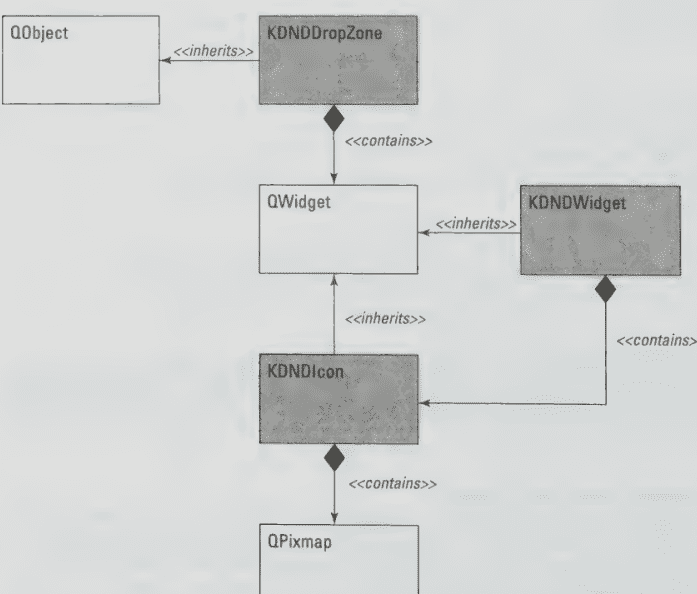 QObject
<<inherits>>
KDNDDropZone
<<contains>>
QWidget
<<inherits>>
KDNDWidget
<<inherits>>
<<contains>
KDNDIcon
<<contains>>
QPixmap